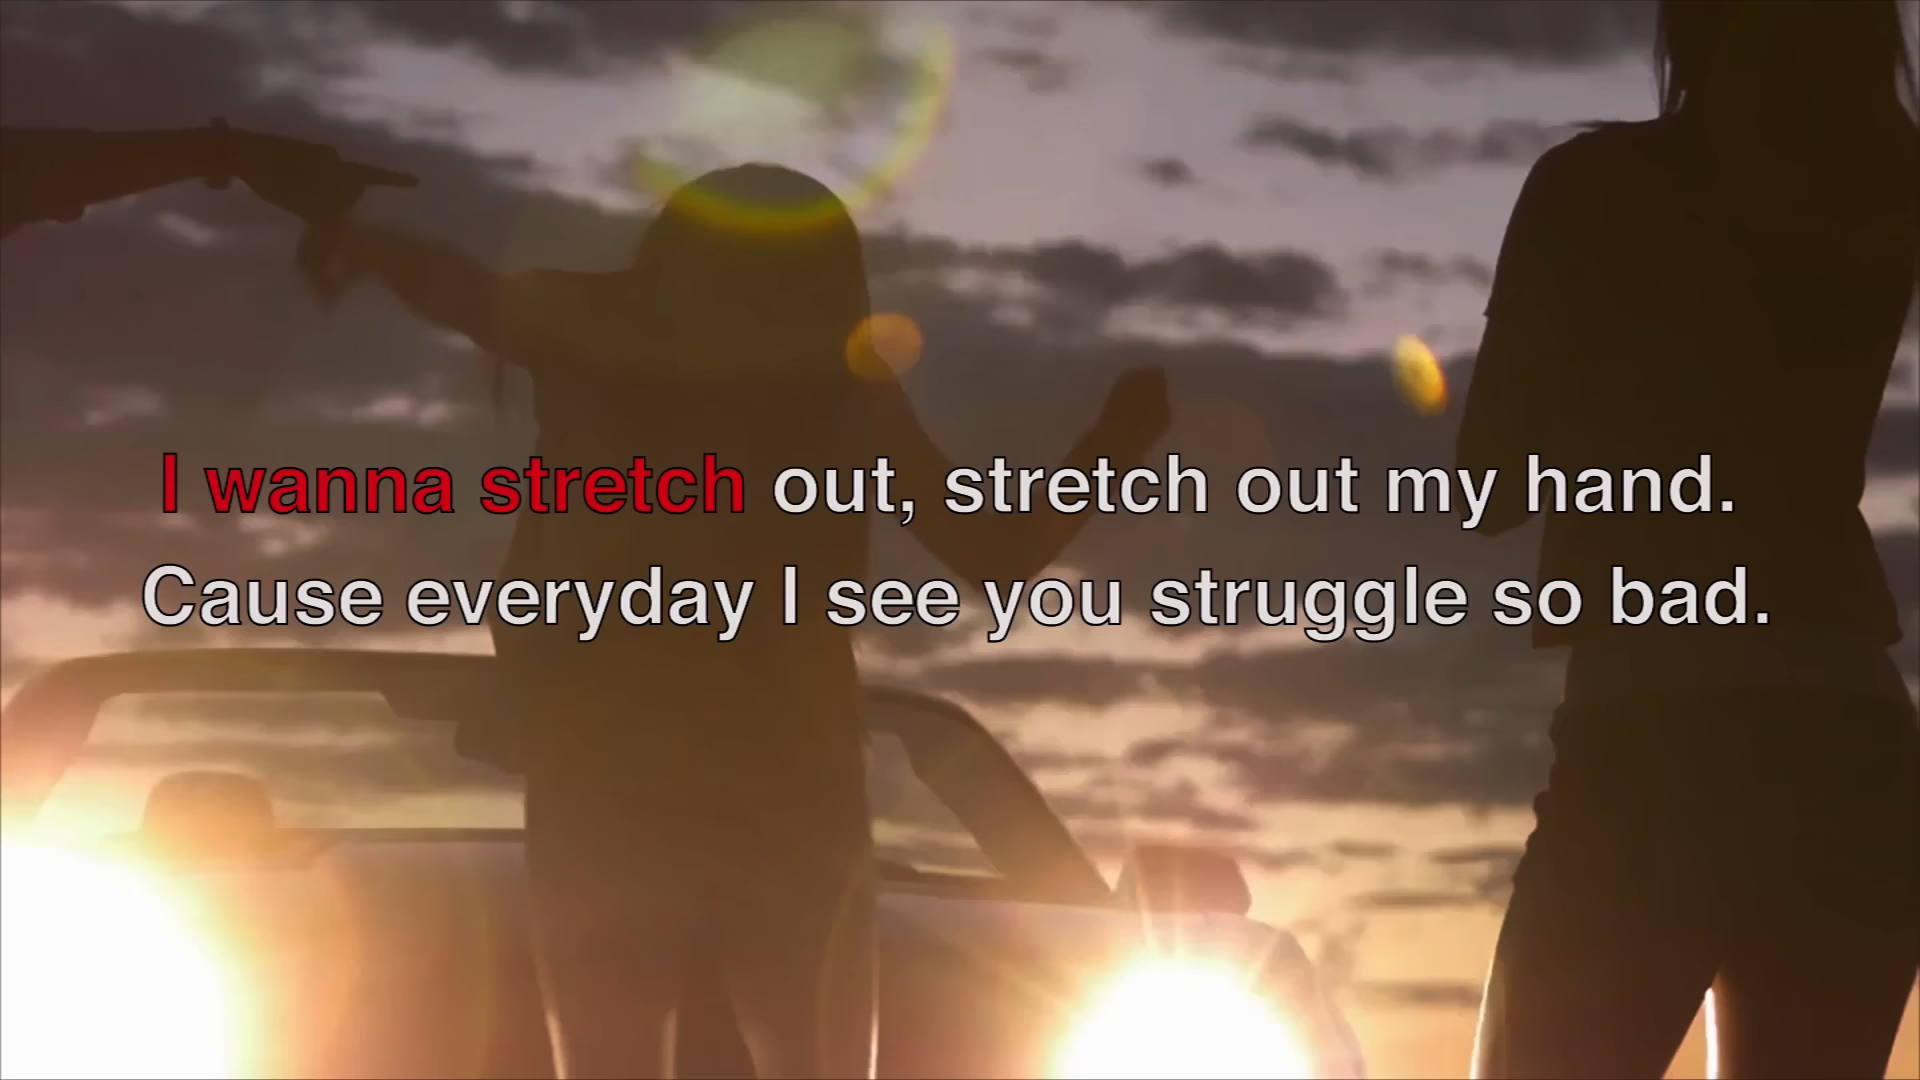 I wanna stretch out, stretch out my hand.
Cause everyday I see you struggle so bad.